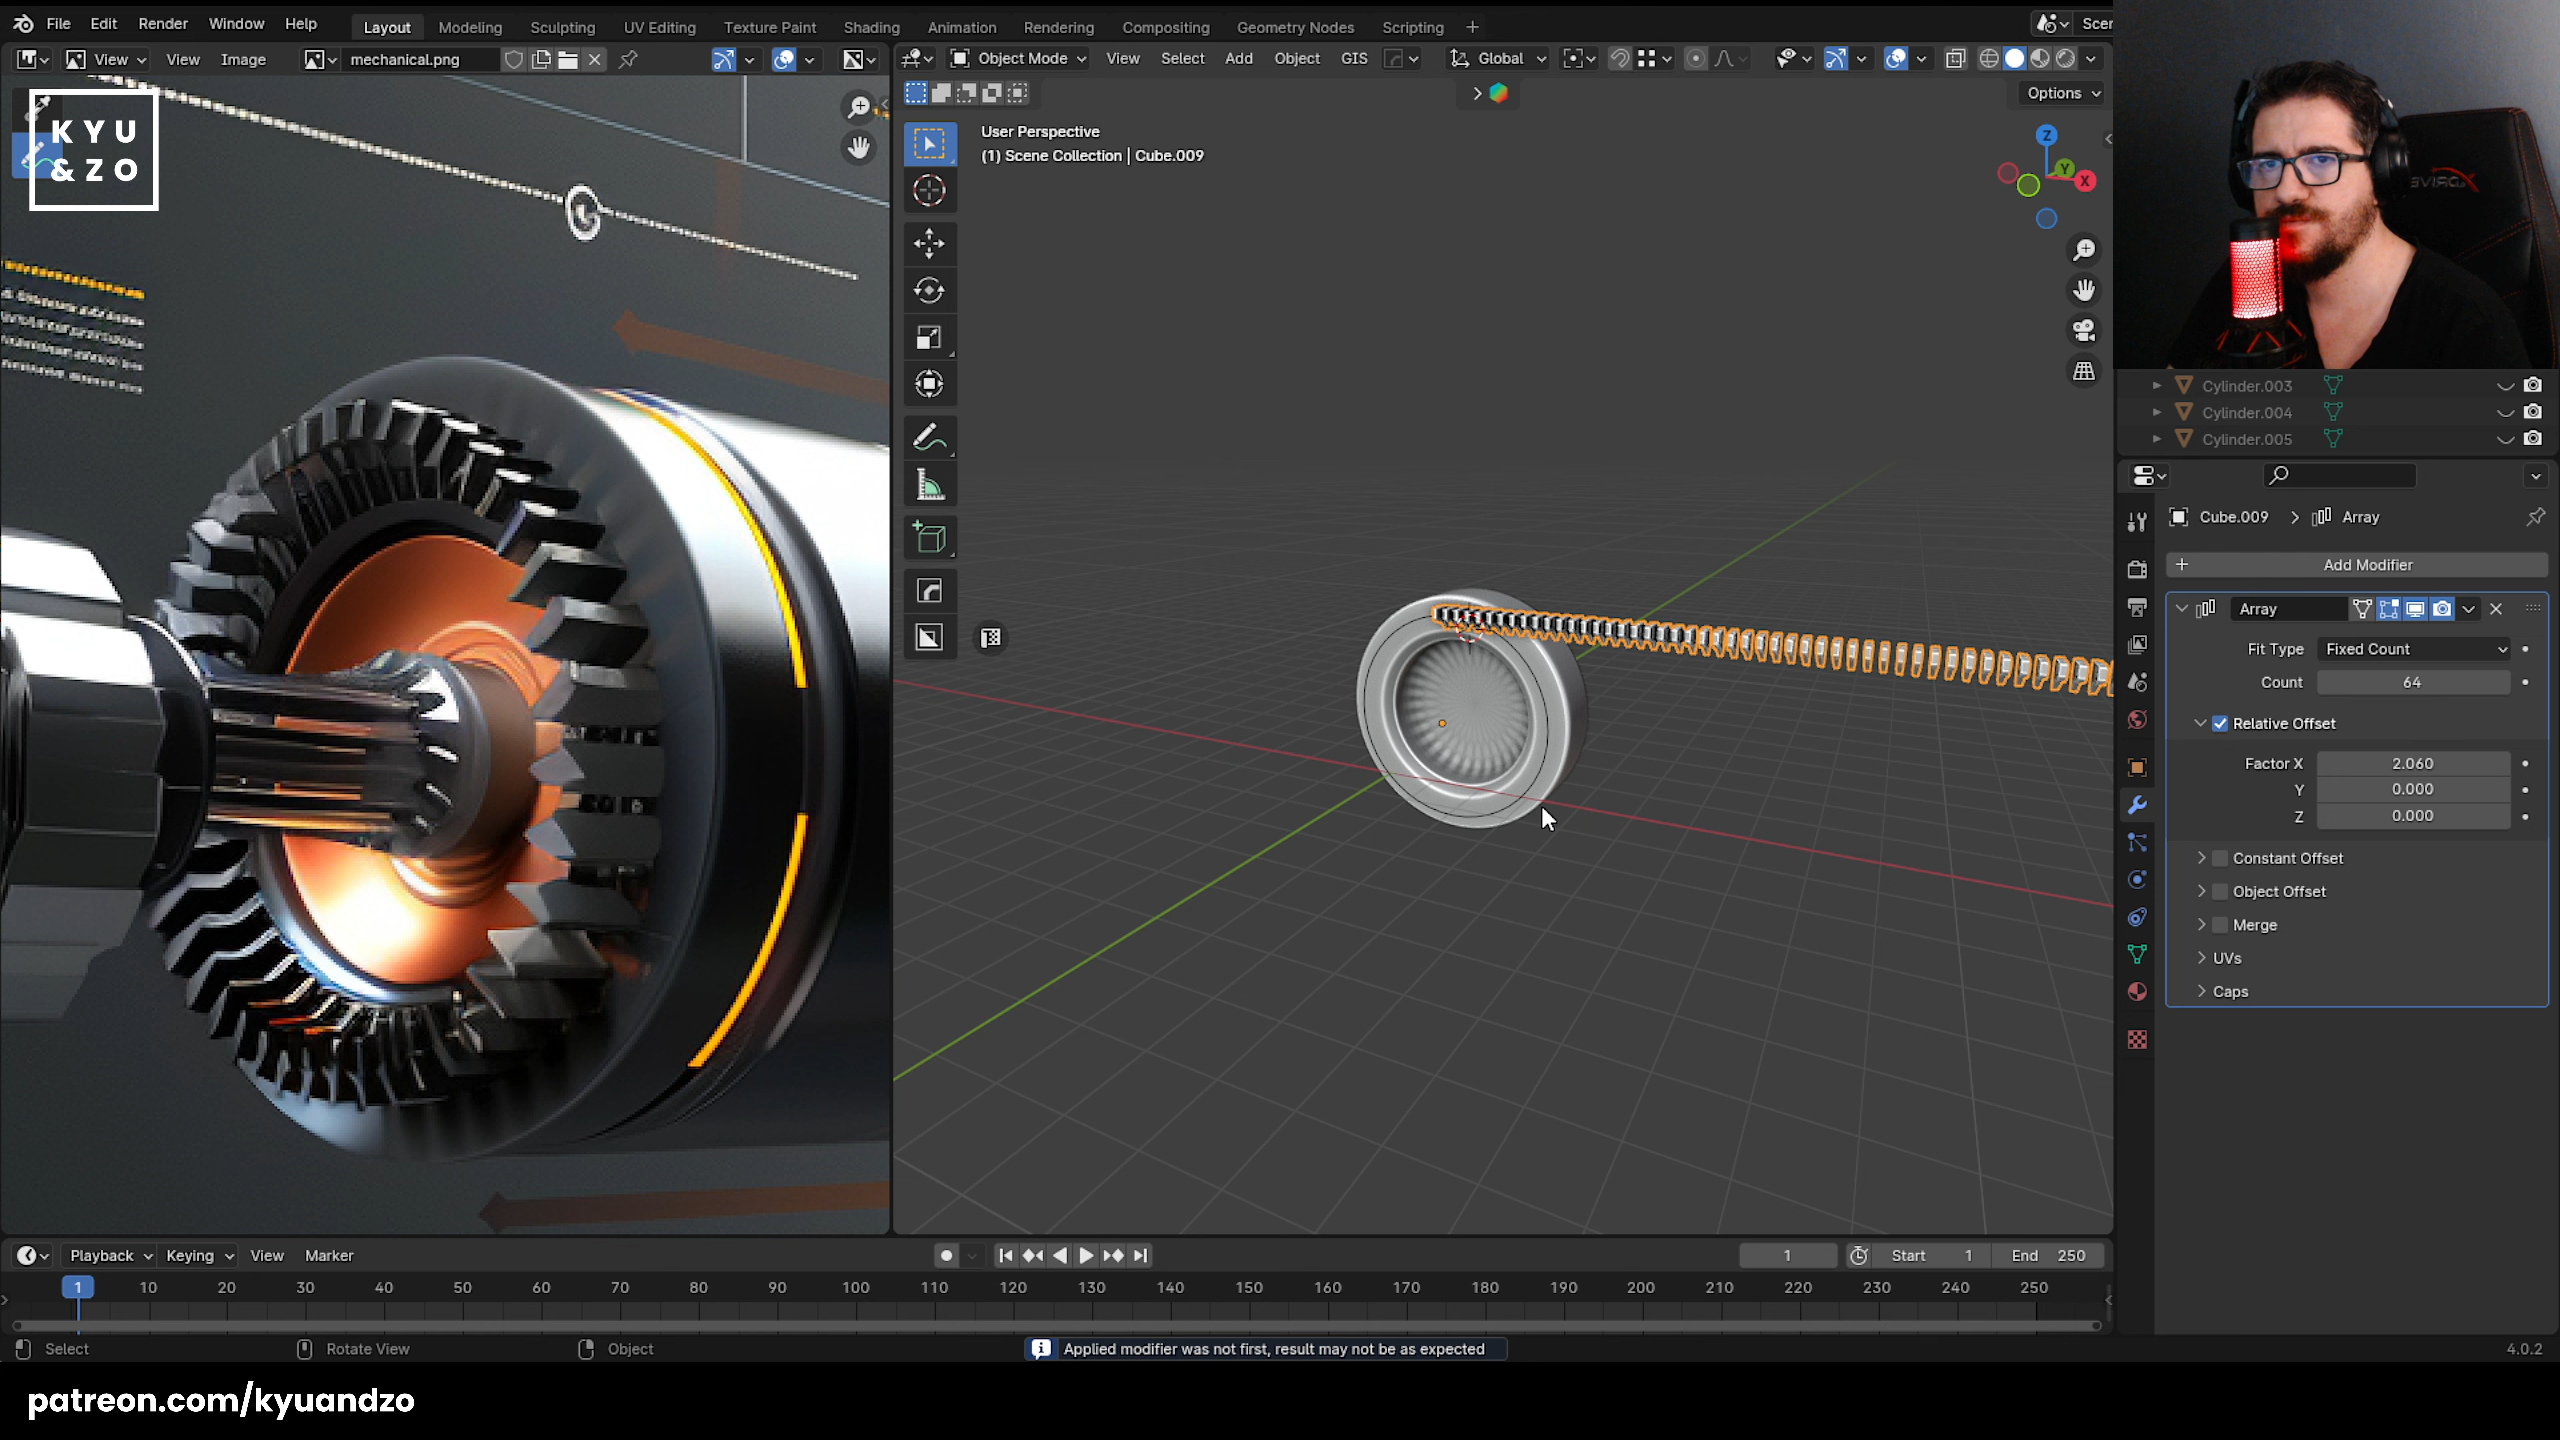 File Edit Render Window Help Layout Modeling Sculpting UV Editing Texture Paint Shading Animation Rendering Compositing Geometry Nodes Scripting + Scer
View View Image mechanical.png Object Mode View Select Add Object GIS Global
Options
KYU
&ZO
User Perspective
(1) Scene Collection | Cube.009
Z
Y
X
Cylinder.003
Cylinder.004
Cylinder.005
Cube.009 > Array
+ Add Modifier
Array
Fit Type Fixed Count
Count 64
Relative Offset
Factor X 2.060
Y 0.000
Z 0.000
Constant Offset
Object Offset
Merge
UVs
Caps
Playback Keying View Marker 1 Start 1 End 250
1 10 20 30 40 50 60 70 80 90 100 110 120 130 140 150 160 170 180 190 200 210 220 230 240 250
Select Rotate View Object Applied modifier was not first, result may not be as expected 4.0.2
patreon.com/kyuandzo